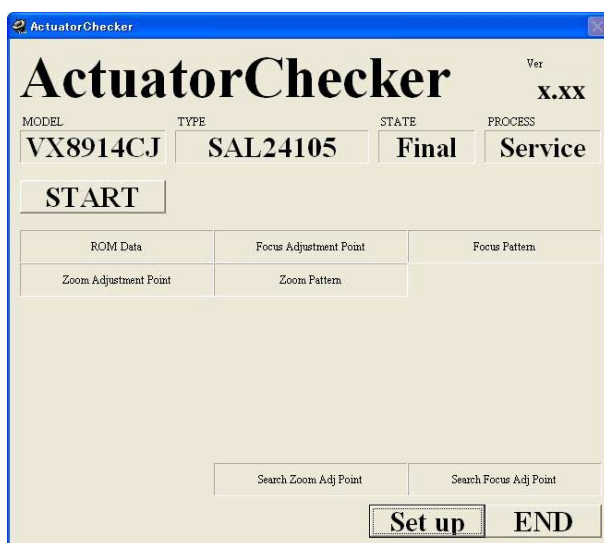 ActuatorChecker
ActuatorChecker
Ver
x.xx
MODEL TYPE STATE PROCESS
VX8914CJ SAL24105 Final Service
START
ROM Data Focus Adjustment Point Focus Pattern
Zoom Adjustment Point Zoom Pattern
Search Zoom Adj Point Search Focus Adj Point
Set up END